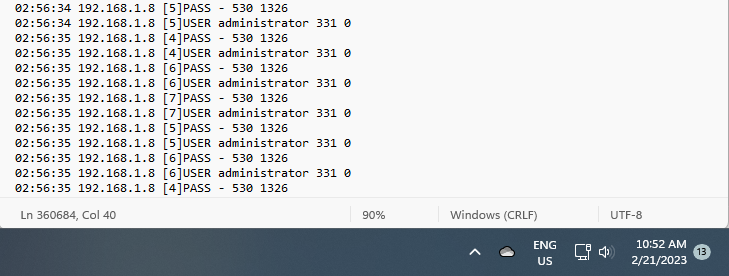 02:56:34 192.168.1.8 [5]PASS - 530 1326
02:56:34 192.168.1.8 [5]USER administrator 331 0
02:56:35 192.168.1.8 [4]PASS - 530 1326
02:56:35 192.168.1.8 [4]USER administrator 331 0
02:56:35 192.168.1.8 [6]PASS - 530 1326
02:56:35 192.168.1.8 [6]USER administrator 331 0
02:56:35 192.168.1.8 [7]PASS - 530 1326
02:56:35 192.168.1.8 [7]USER administrator 331 0
02:56:35 192.168.1.8 [5]PASS - 530 1326
02:56:35 192.168.1.8 [5]USER administrator 331 0
02:56:35 192.168.1.8 [6]PASS - 530 1326
02:56:35 192.168.1.8 [6]USER administrator 331 0
02:56:35 192.168.1.8 [4]PASS - 530 1326
Ln 360684, Col 40 90% Windows (CRLF) UTF-8
ENG 10:52 AM
US 2/21/2023 13